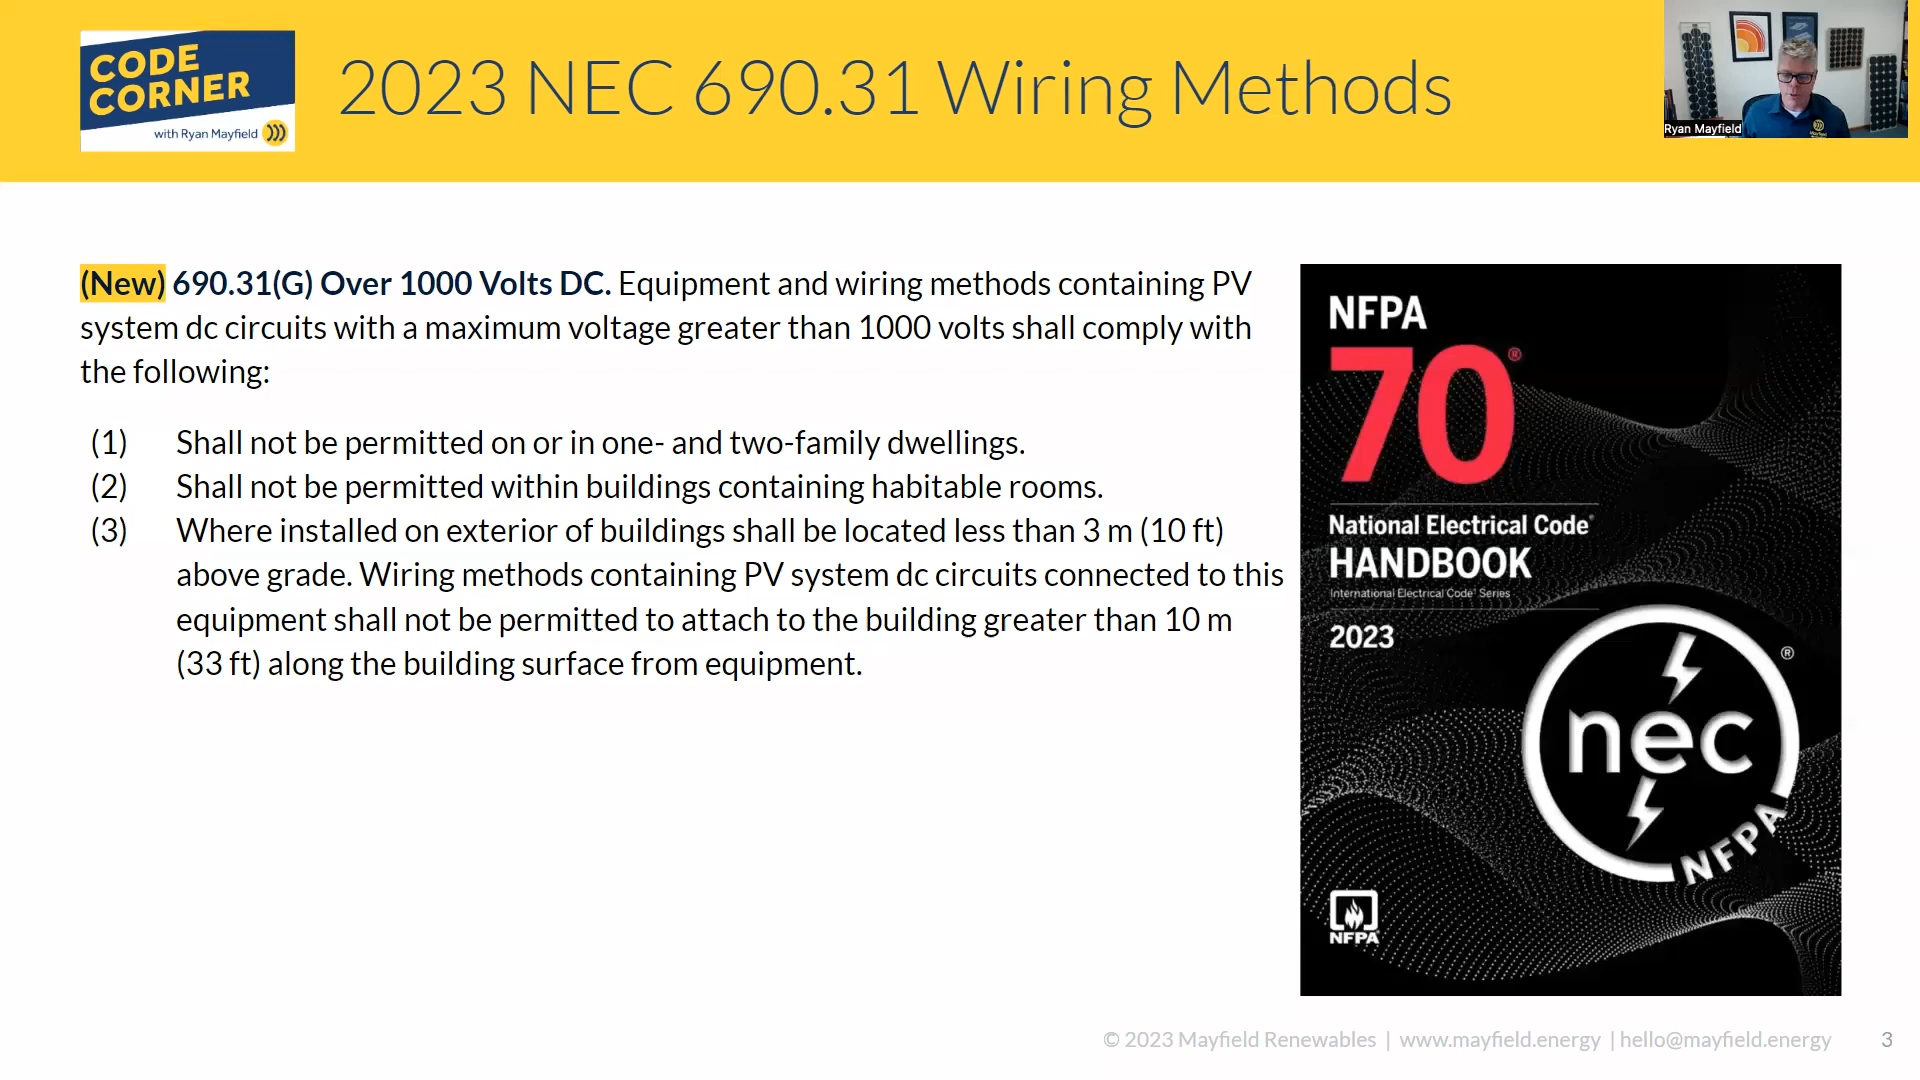 CODE
CORNER
with Ryan Mayfield
2023 NEC 690.31 Wiring Methods
Ryan Mayfield
(New) 690.31(G) Over 1000 Volts DC. Equipment and wiring methods containing PV
system dc circuits with a maximum voltage greater than 1000 volts shall comply with
the following:
(1) Shall not be permitted on or in one- and two-family dwellings.
(2) Shall not be permitted within buildings containing habitable rooms.
(3) Where installed on exterior of buildings shall be located less than 3 m (10 ft)
above grade. Wiring methods containing PV system dc circuits connected to this
equipment shall not be permitted to attach to the building greater than 10 m
(33 ft) along the building surface from equipment.
NFPA
70®
National Electrical Code®
HANDBOOK
International Electrical Code® Series
2023
nec®
NFPA
NFPA
© 2023 Mayfield Renewables | www.mayfield.energy | hello@mayfield.energy 3